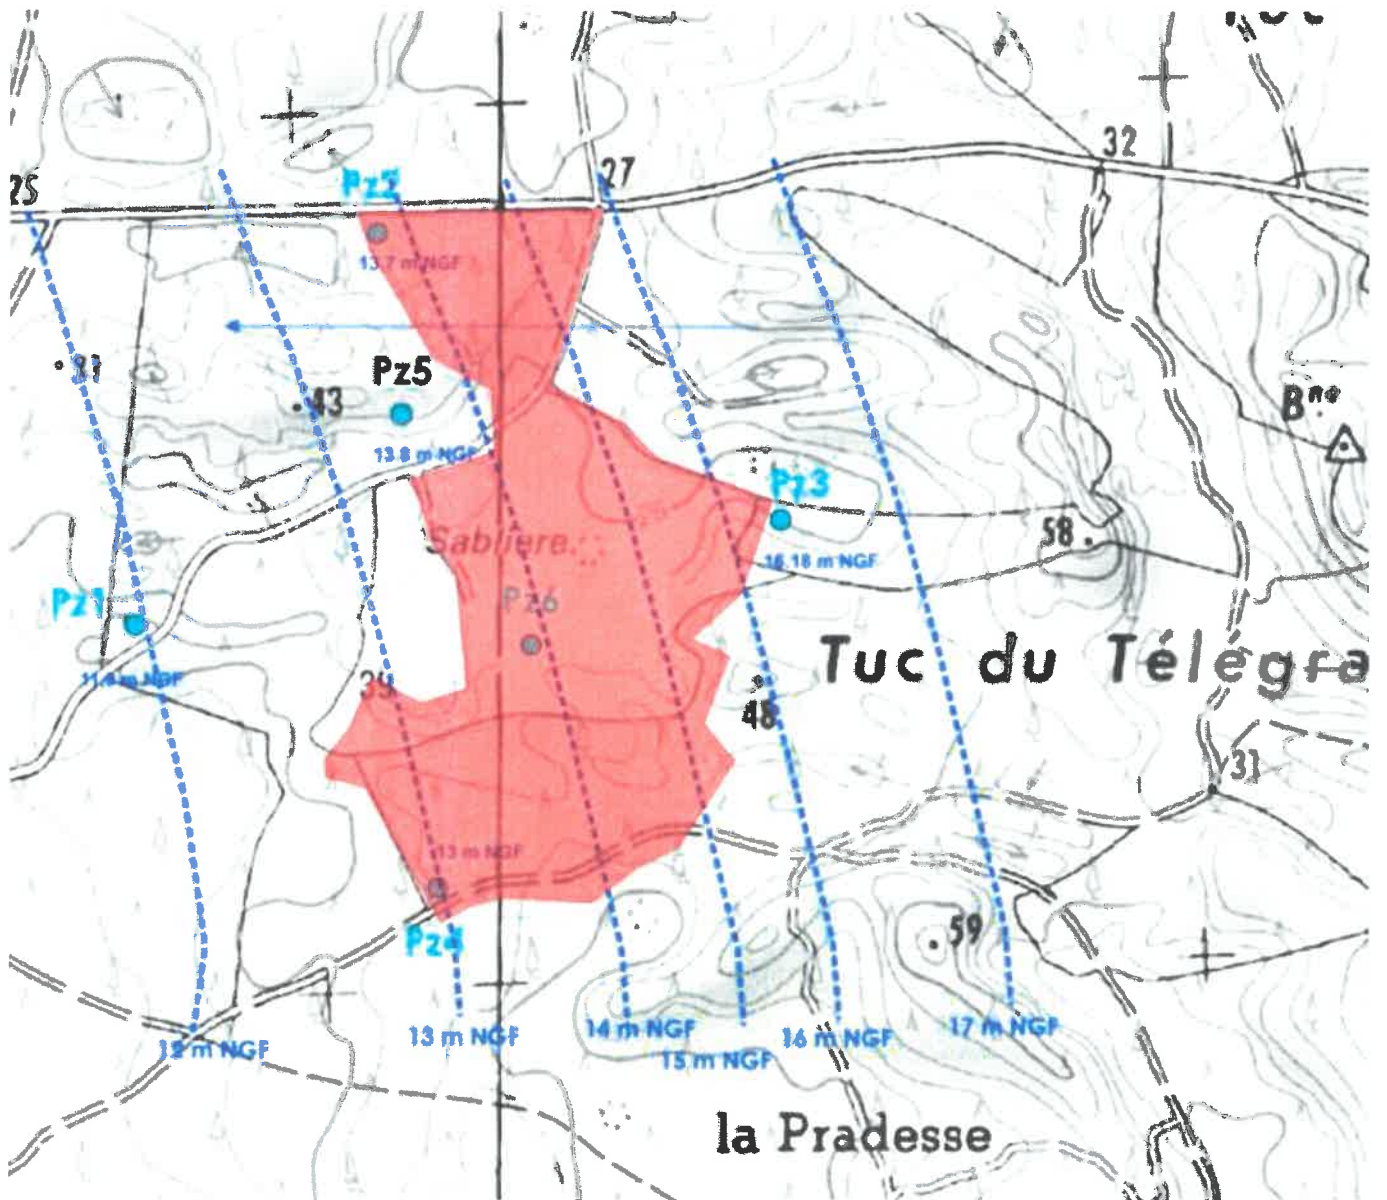 32
27
25
Pz2
13.7 m NGF
Pz5
43
13.8 m NGF
Pz3
16.18 m NGF
58
Sablière
Pz6
Pz1
Tuc du Télégra
48
31
13 m NGF
Pz4
59
12 m NGF
13 m NGF
14 m NGF
15 m NGF
16 m NGF
17 m NGF
la Pradesse